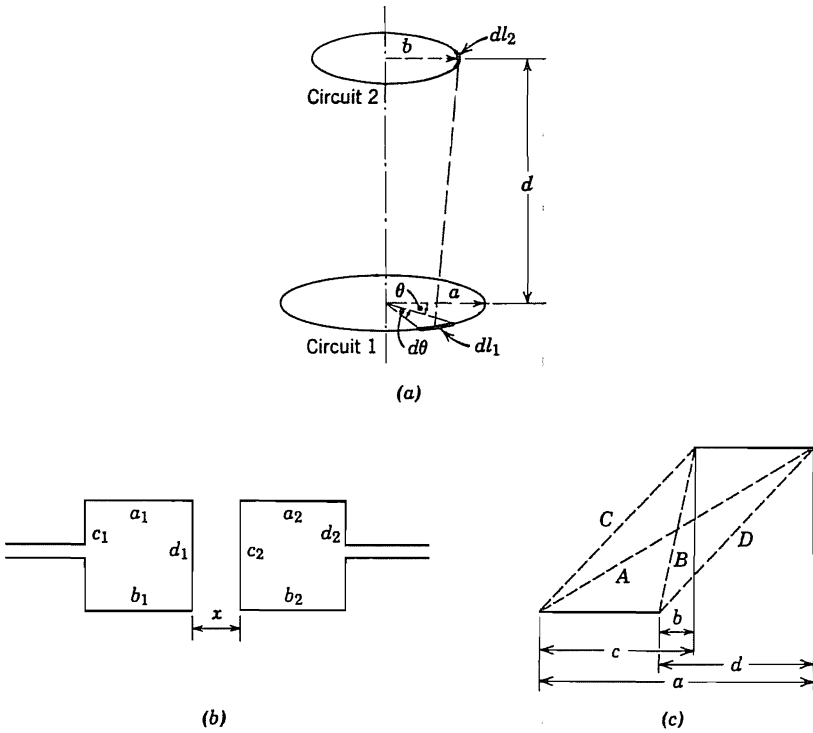 b
dl2
Circuit 2
d
θ
a
Circuit 1
dθ
dl1
(a)
a1
a2
c1
d1
c2
d2
b1
b2
x
(b)
C
D
B
A
b
c
d
a
(c)